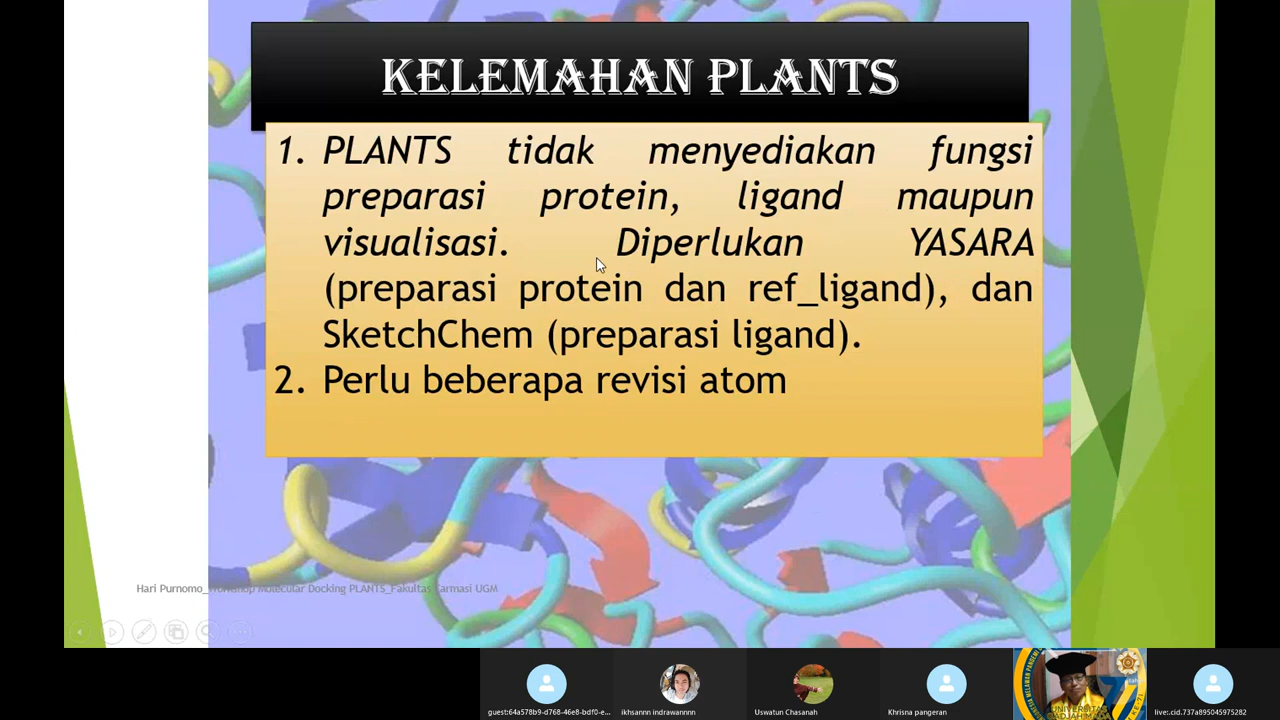 KELEMAHAN PLANTS
1. PLANTS tidak menyediakan fungsi
preparasi protein, ligand maupun
visualisasi. Diperlukan YASARA
(preparasi protein dan ref_ligand), dan
SketchChem (preparasi ligand).
2. Perlu beberapa revisi atom
Hari Purnomo_Workshop Molecular Docking PLANTS_Fakultas Farmasi UGM
guest:64a578b9-d768-46e8-bdf0-e...
ikhsannn indrawannnn
Uswatun Chasanah
Khrisna pangeran
live:.cid.737a895045975282